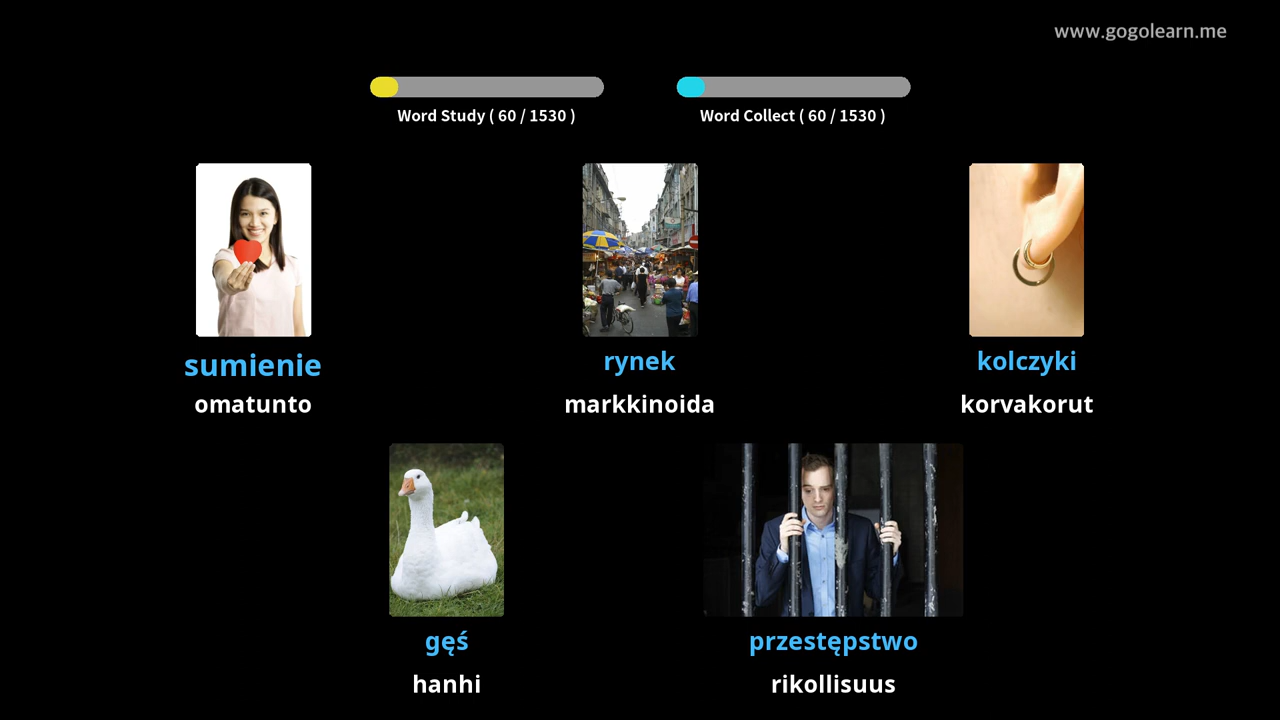 www.gogolearn.me
Word Study ( 60 / 1530 )
Word Collect ( 60 / 1530 )
sumienie
omatunto
rynek
markkinoida
kolczyki
korvakorut
gęś
hanhi
przestępstwo
rikollisuus